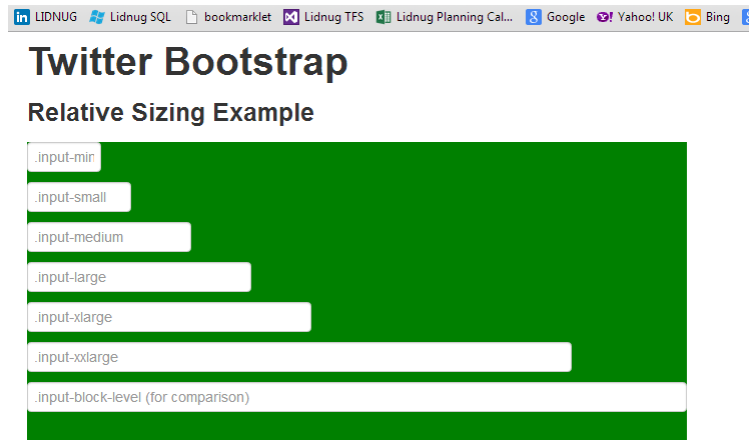 LIDNUG Lidnug SQL bookmarklet Lidnug TFS Lidnug Planning Cal... Google Yahoo! UK Bing
Twitter Bootstrap
Relative Sizing Example
.input-min
.input-small
.input-medium
.input-large
.input-xlarge
.input-xxlarge
.input-block-level (for comparison)